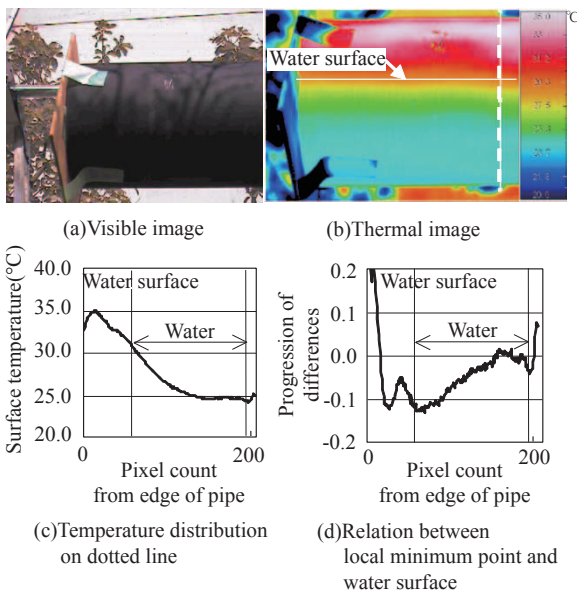 °C
Water surface
35.0
(a)Visible image
(b)Thermal image
Surface temperature(°C)
40.0
35.0
30.0
25.0
20.0
Water surface
Water
0
200
Pixel count
from edge of pipe
(c)Temperature distribution
on dotted line
Progression of
differences
0.2
0.1
0.0
-0.1
-0.2
Water surface
Water
0
200
Pixel count
from edge of pipe
(d)Relation between
local minimum point and
water surface